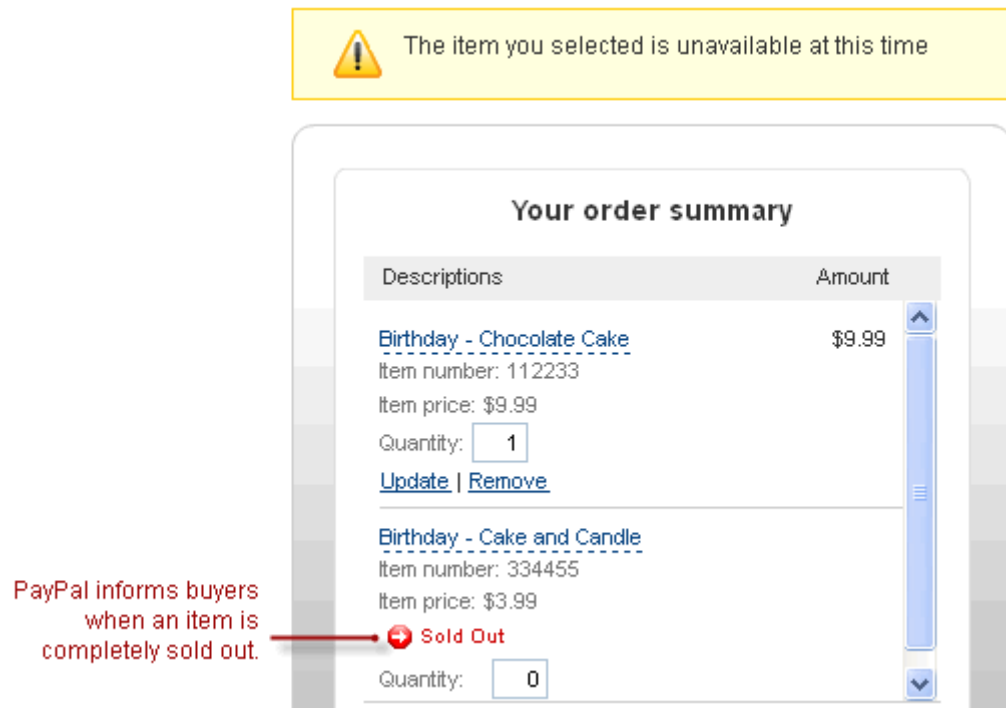 The item you selected is unavailable at this time
Your order summary
Descriptions Amount
Birthday - Chocolate Cake $9.99
Item number: 112233
Item price: $9.99
Quantity: 1
Update | Remove
Birthday - Cake and Candle
Item number: 334455
Item price: $3.99
PayPal informs buyers
when an item is
completely sold out.
Sold Out
Quantity: 0